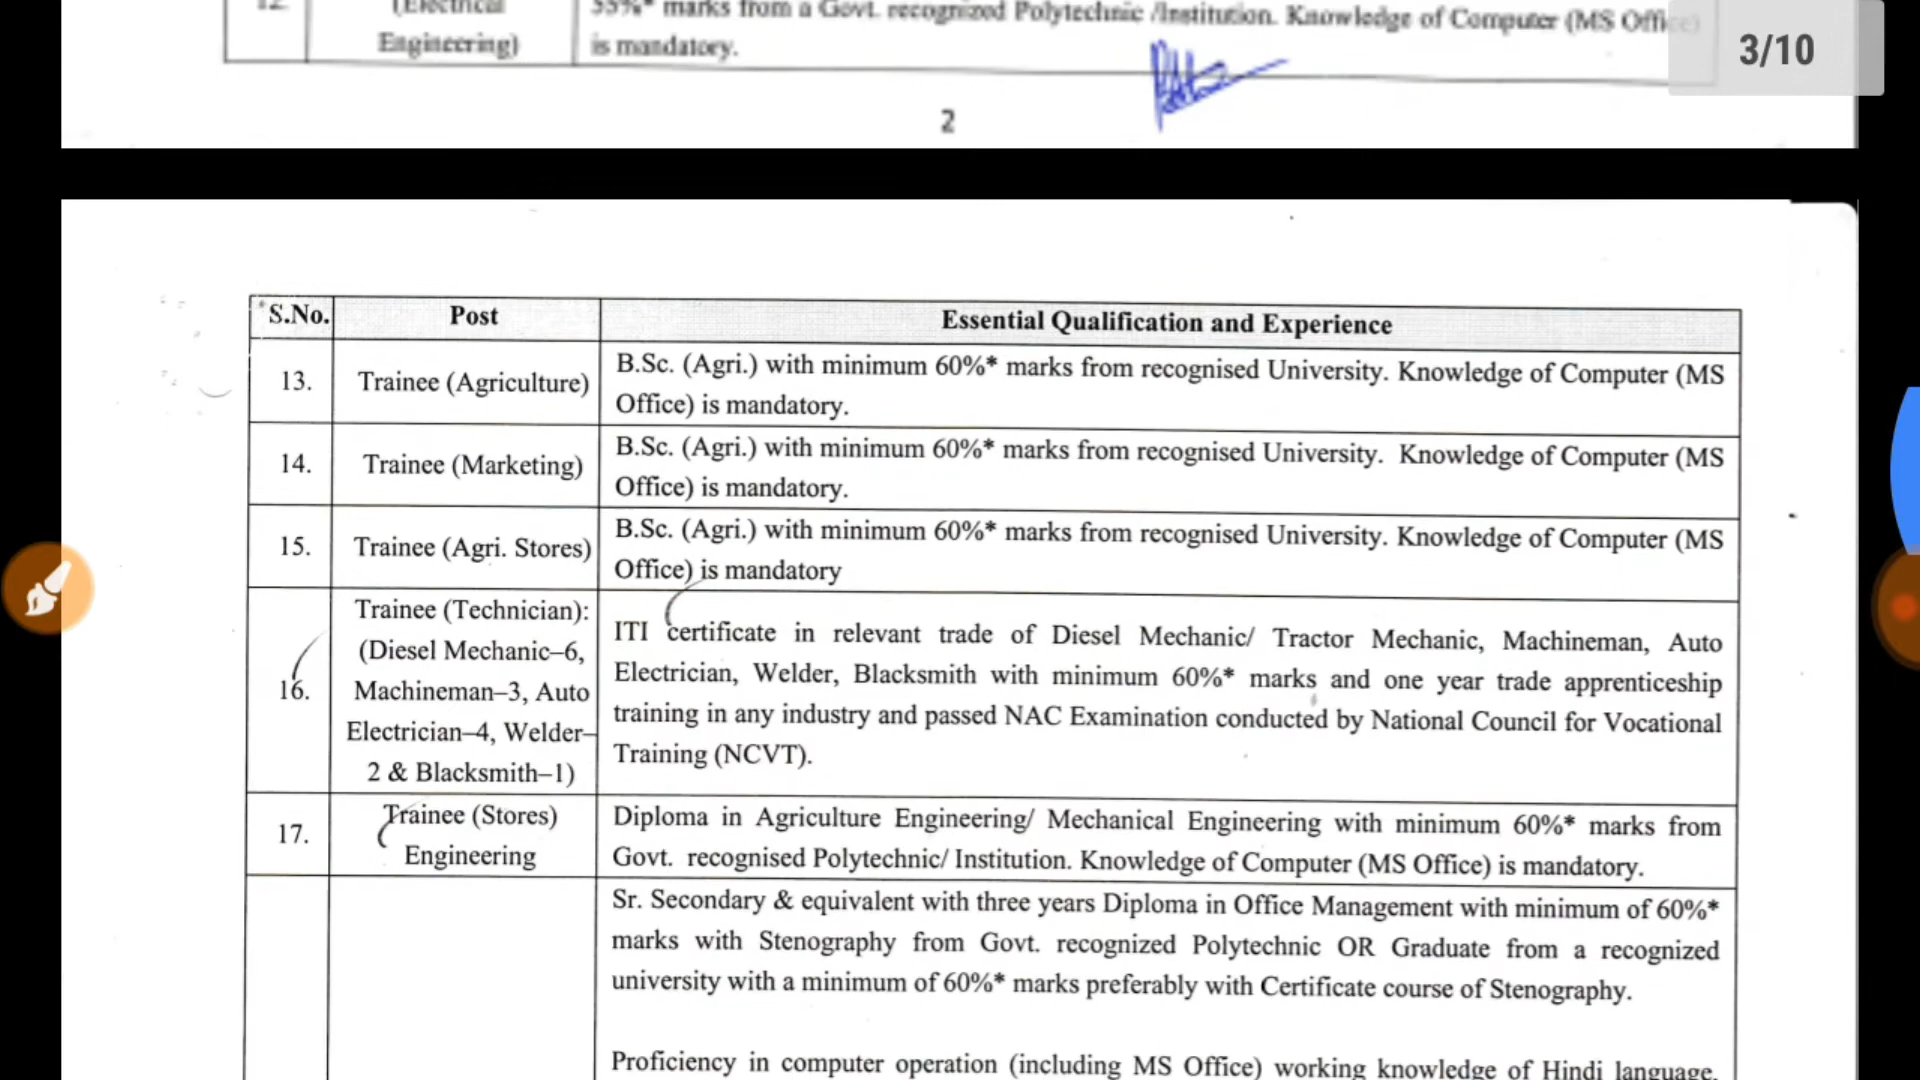 12.
(Electrical
Engineering)
55%* marks from a Govt. recognized Polytechnic /Institution. Knowledge of Computer (MS Office)
is mandatory.
3/10
2
S.No.
Post
Essential Qualification and Experience
13.
Trainee (Agriculture)
B.Sc. (Agri.) with minimum 60%* marks from recognised University. Knowledge of Computer (MS
Office) is mandatory.
14.
Trainee (Marketing)
B.Sc. (Agri.) with minimum 60%* marks from recognised University. Knowledge of Computer (MS
Office) is mandatory.
15.
Trainee (Agri. Stores)
B.Sc. (Agri.) with minimum 60%* marks from recognised University. Knowledge of Computer (MS
Office) is mandatory
16.
Trainee (Technician):
(Diesel Mechanic–6,
Machineman–3, Auto
Electrician–4, Welder–
2 & Blacksmith–1)
ITI certificate in relevant trade of Diesel Mechanic/ Tractor Mechanic, Machineman, Auto
Electrician, Welder, Blacksmith with minimum 60%* marks and one year trade apprenticeship
training in any industry and passed NAC Examination conducted by National Council for Vocational
Training (NCVT).
17.
Trainee (Stores)
Engineering
Diploma in Agriculture Engineering/ Mechanical Engineering with minimum 60%* marks from
Govt. recognised Polytechnic/ Institution. Knowledge of Computer (MS Office) is mandatory.
Sr. Secondary & equivalent with three years Diploma in Office Management with minimum of 60%*
marks with Stenography from Govt. recognized Polytechnic OR Graduate from a recognized
university with a minimum of 60%* marks preferably with Certificate course of Stenography.
Proficiency in computer operation (including MS Office) working knowledge of Hindi language,